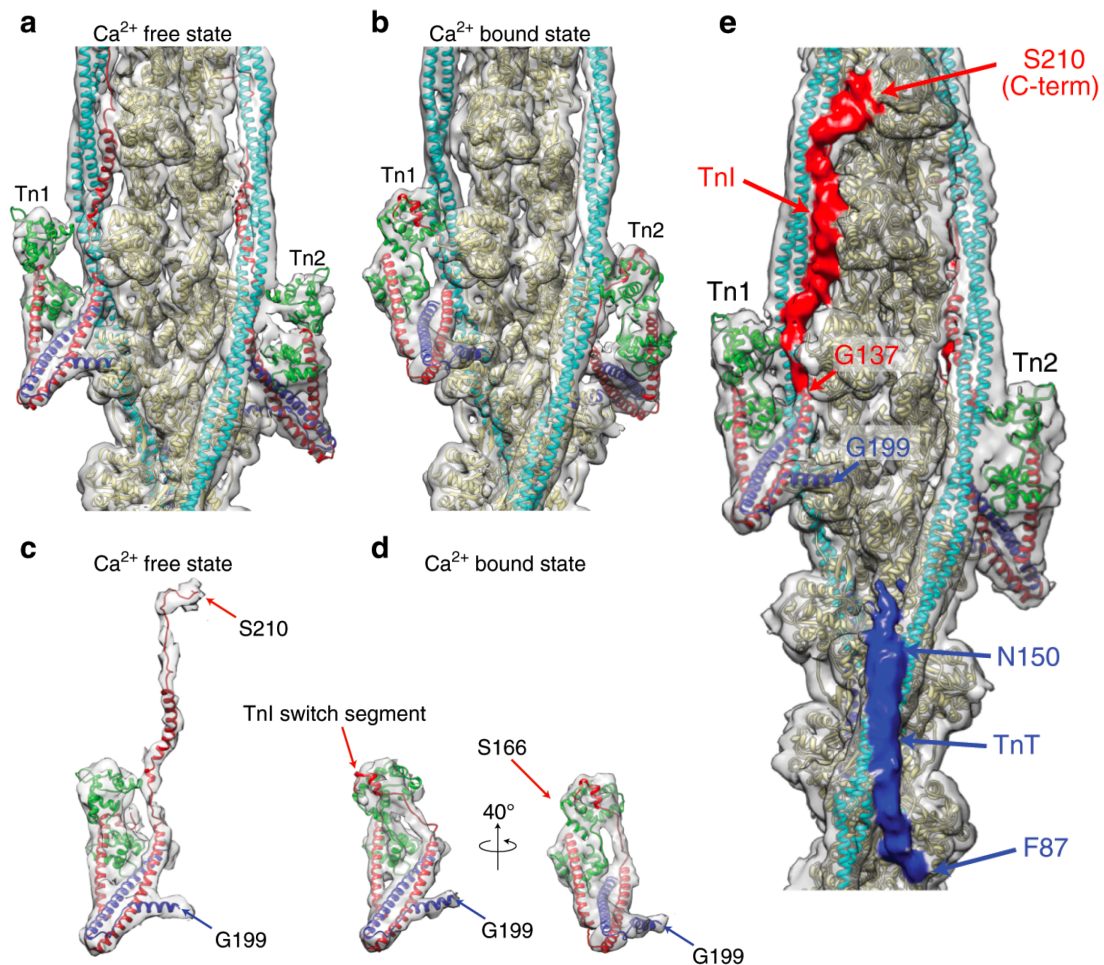 a
Ca²⁺ free state
Tn1
Tn2
b
Ca²⁺ bound state
Tn1
Tn2
c
Ca²⁺ free state
S210
G199
d
Ca²⁺ bound state
TnI switch segment
S166
40°
G199
G199
e
S210
(C-term)
TnI
Tn1
G137
Tn2
G199
N150
TnT
F87